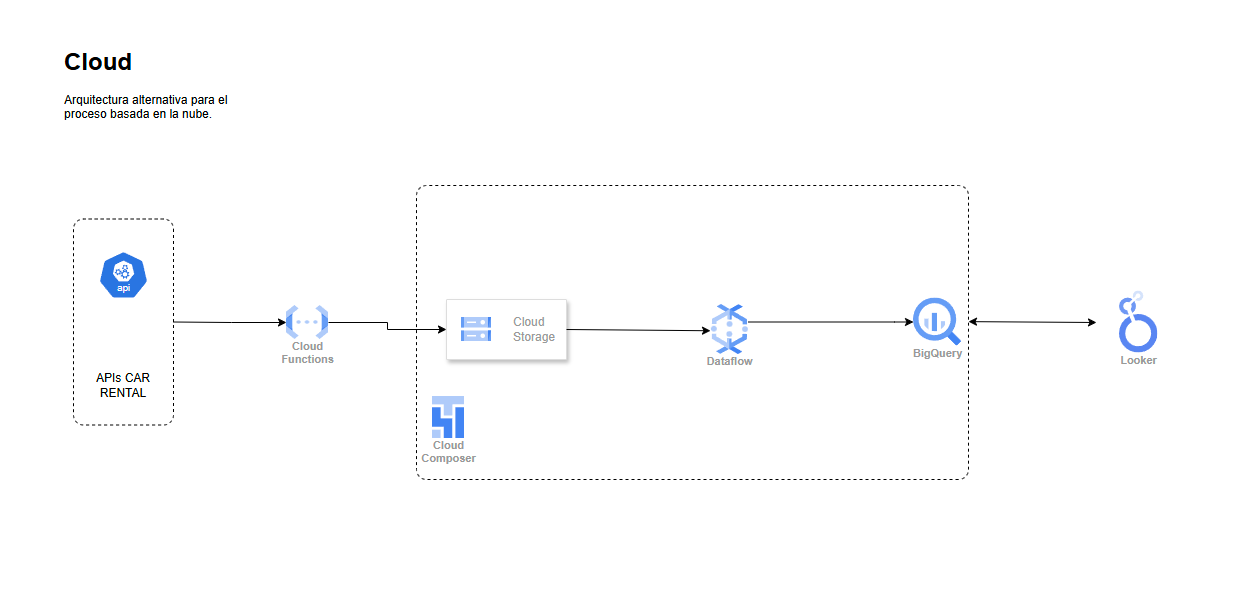 Cloud
Arquitectura alternativa para el
proceso basada en la nube.
api
APIs CAR
RENTAL
Cloud
Functions
Cloud
Storage
Cloud
Composer
Dataflow
BigQuery
Looker